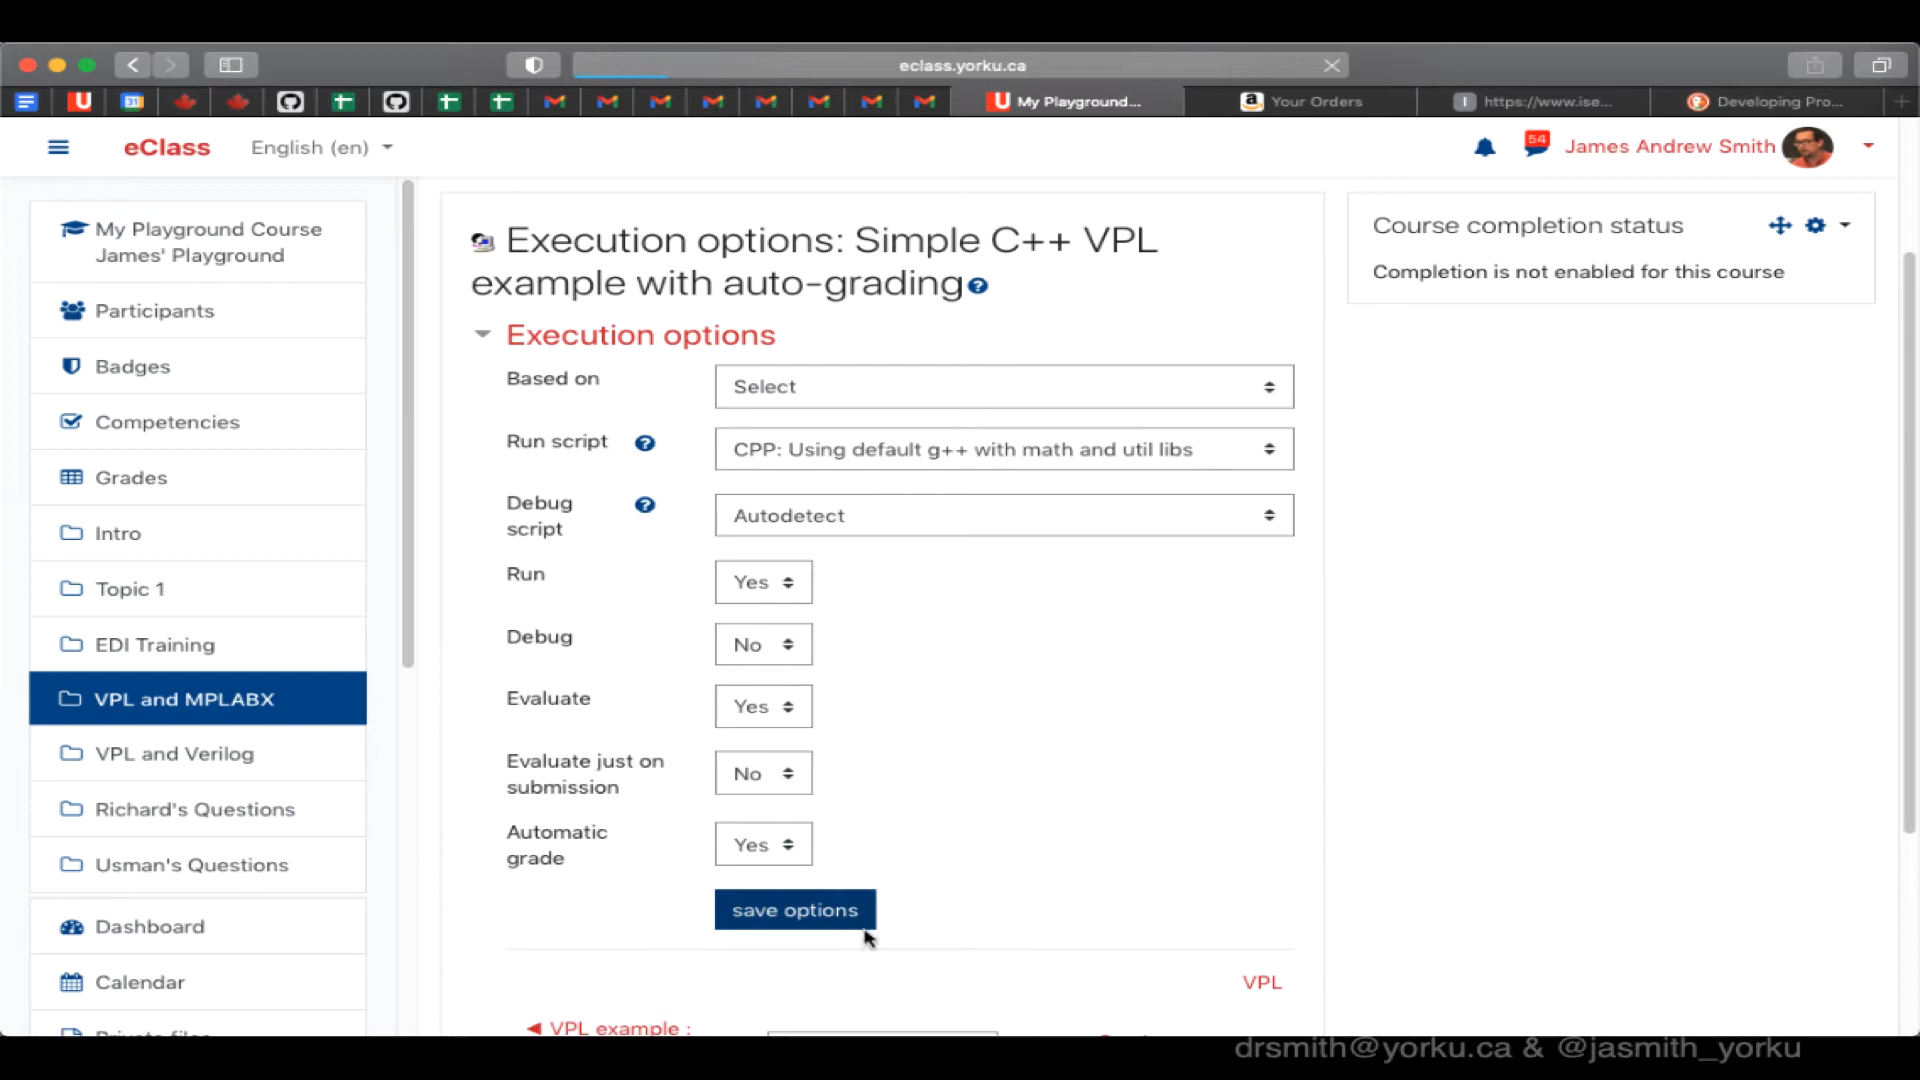 eclass.yorku.ca
31
My Playground...
a
Your Orders
I
https://www.ise...
Developing Pro...
eClass
English (en)
54
James Andrew Smith
My Playground Course
James' Playground
Participants
Badges
Competencies
Grades
Intro
Topic 1
EDI Training
VPL and MPLABX
VPL and Verilog
Richard's Questions
Usman's Questions
Dashboard
Calendar
Private files
Execution options: Simple C++ VPL
example with auto-grading
Execution options
Based on
Select
Run script
CPP: Using default g++ with math and util libs
Debug
script
Autodetect
Run
Yes
Debug
No
Evaluate
Yes
Evaluate just on
submission
No
Automatic
grade
Yes
save options
VPL
VPL example :
Course completion status
Completion is not enabled for this course
drsmith@yorku.ca & @jasmith_yorku